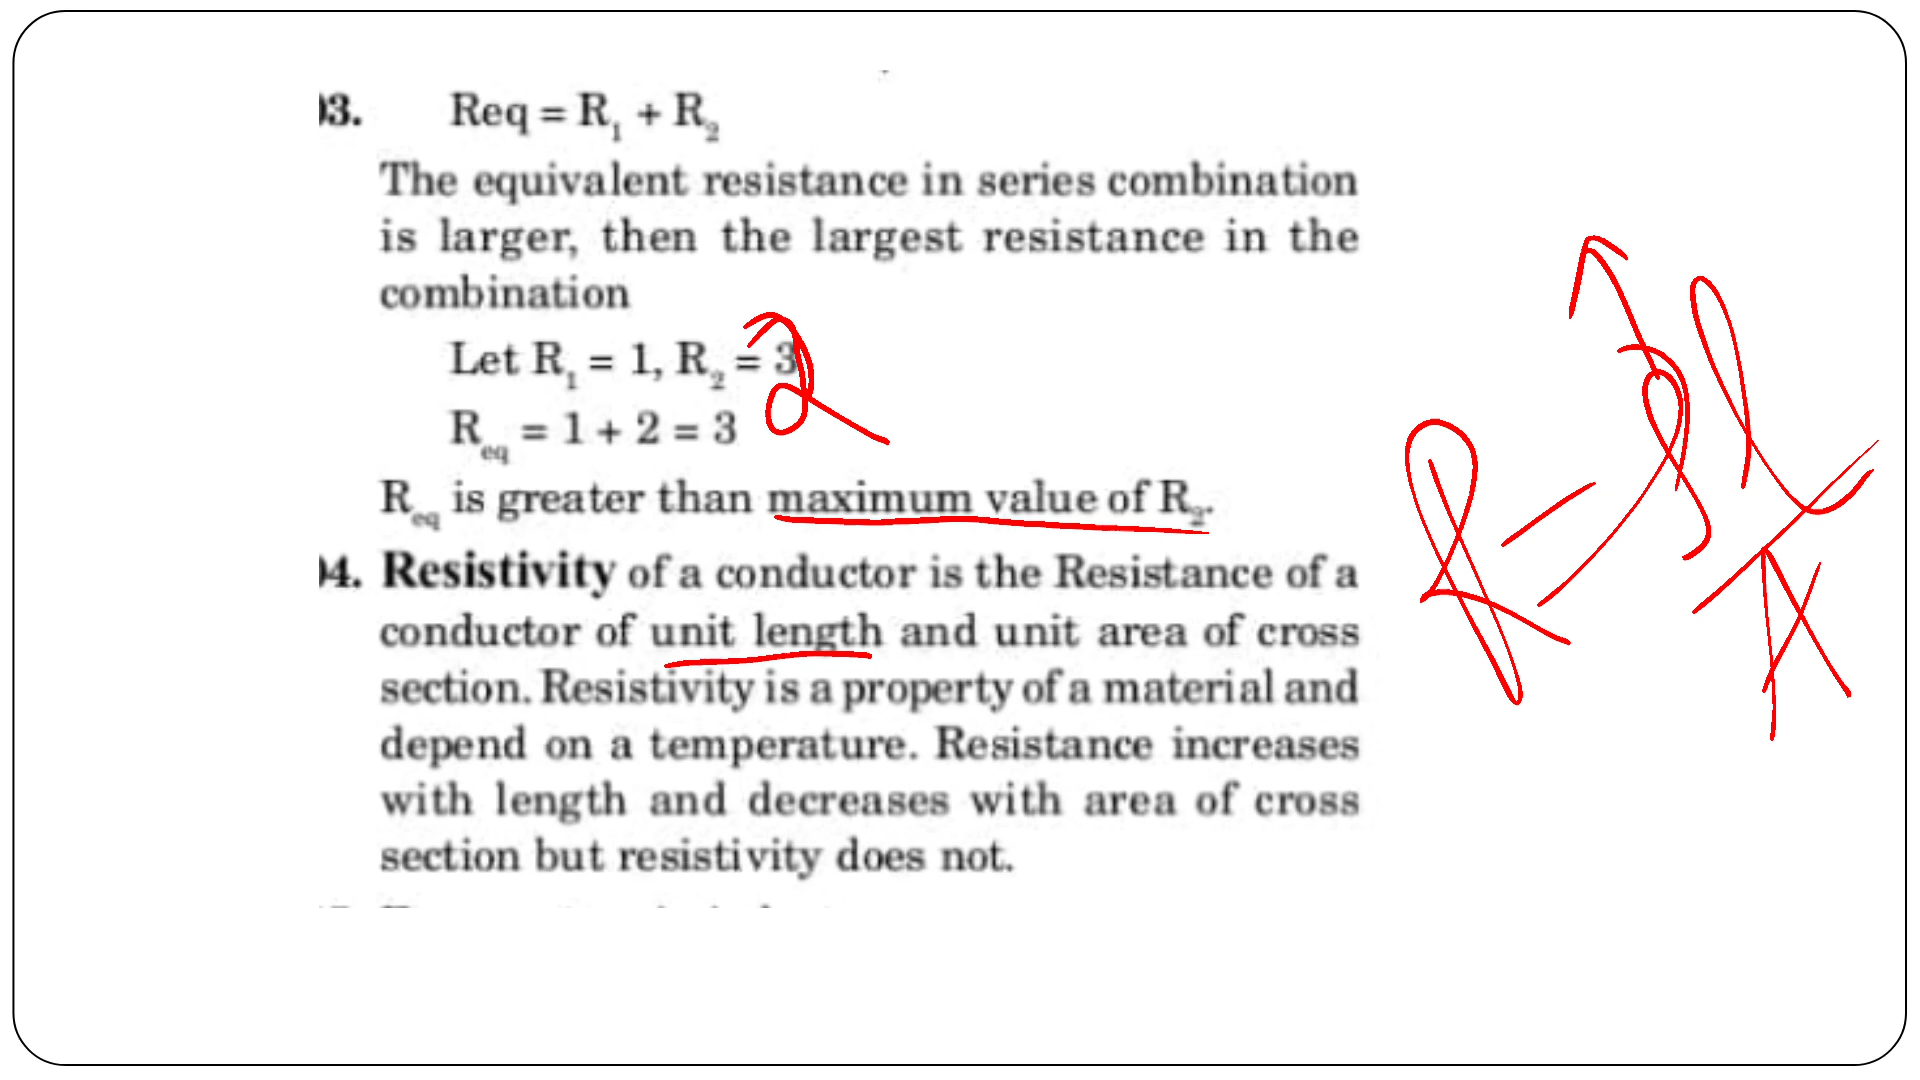 03. Req = R₁ + R₂
The equivalent resistance in series combination
is larger, then the largest resistance in the
combination
Let R₁ = 1, R₂ = 3
2
R_eq = 1 + 2 = 3
R_eq is greater than maximum value of R₂.
04. Resistivity of a conductor is the Resistance of a
conductor of unit length and unit area of cross
section. Resistivity is a property of a material and
depend on a temperature. Resistance increases
with length and decreases with area of cross
section but resistivity does not.
R = ρl/A